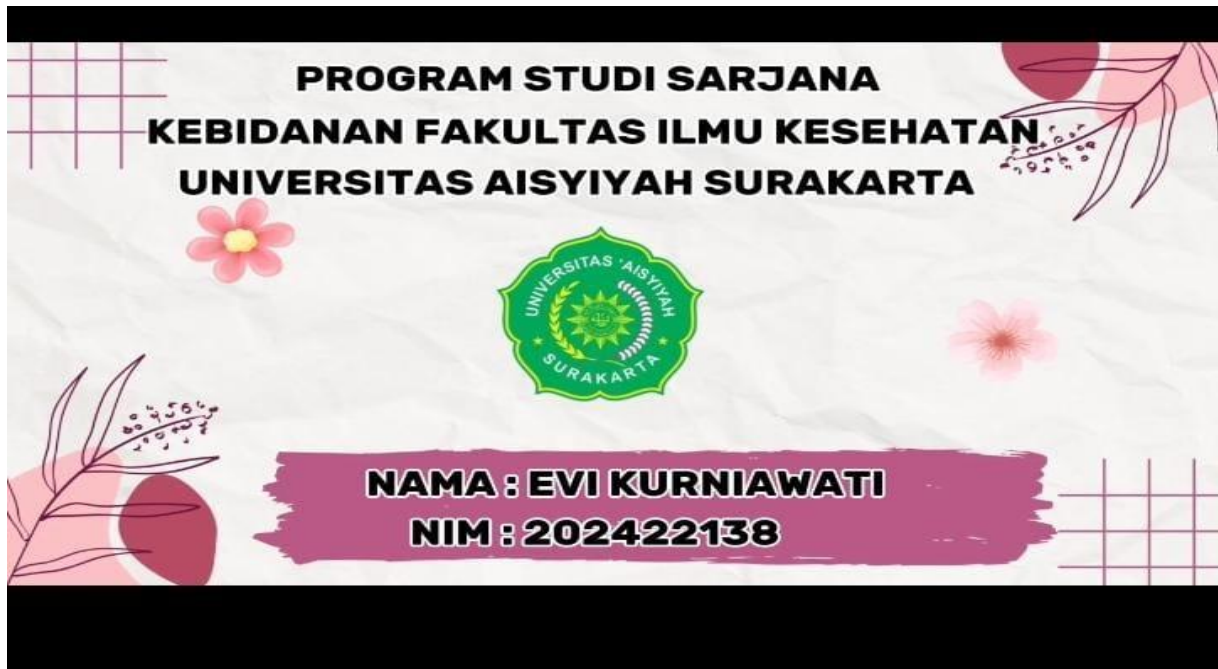 PROGRAM STUDI SARJANA
KEBIDANAN FAKULTAS ILMU KESEHATAN
UNIVERSITAS AISYIYAH SURAKARTA
UNIVERSITAS 'AISYIYAH
SURAKARTA
NAMA : EVI KURNIAWATI
NIM : 202422138